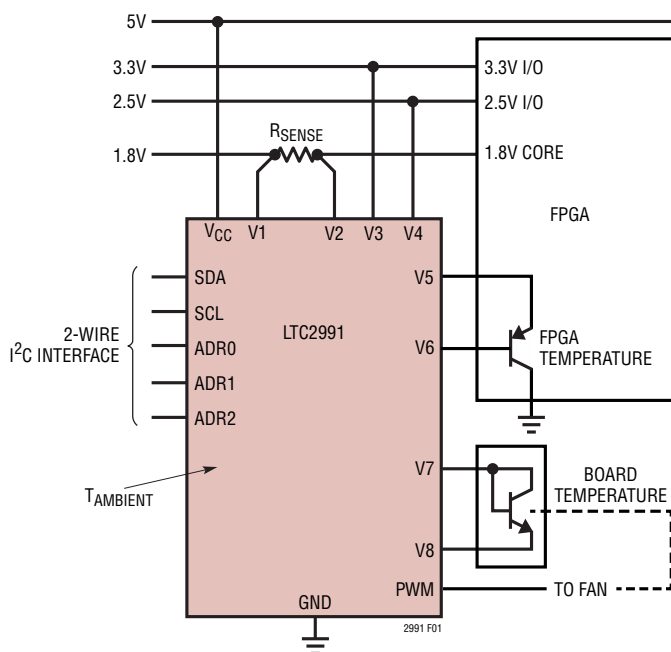 5V
3.3V
2.5V
1.8V
RSENSE
3.3V I/O
2.5V I/O
1.8V CORE
FPGA
VCC
V1
V2
V3
V4
SDA
SCL
ADR0
ADR1
ADR2
2-WIRE
I2C INTERFACE
LTC2991
V5
V6
FPGA
TEMPERATURE
TAMBIENT
V7
V8
BOARD
TEMPERATURE
PWM
TO FAN
GND
2991 F01